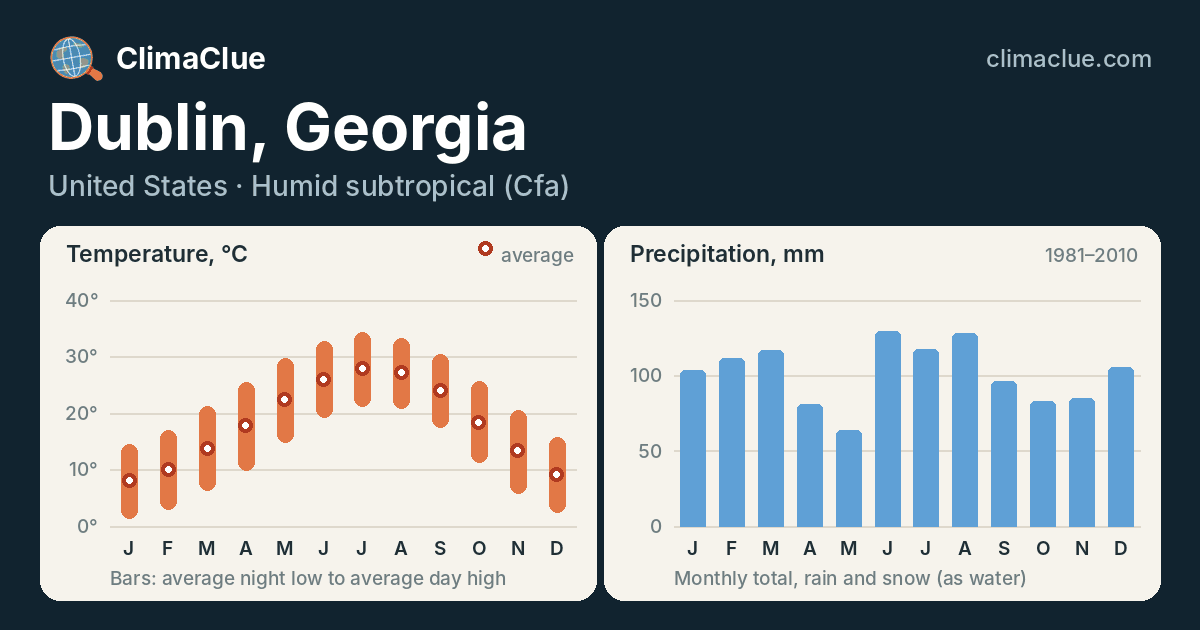 ClimaClue
climaclue.com
Dublin, Georgia
United States · Humid subtropical (Cfa)
Temperature, °C
average
40°
30°
20°
10°
0°
J F M A M J J A S O N D
Bars: average night low to average day high
Precipitation, mm
1981–2010
150
100
50
0
J F M A M J J A S O N D
Monthly total, rain and snow (as water)